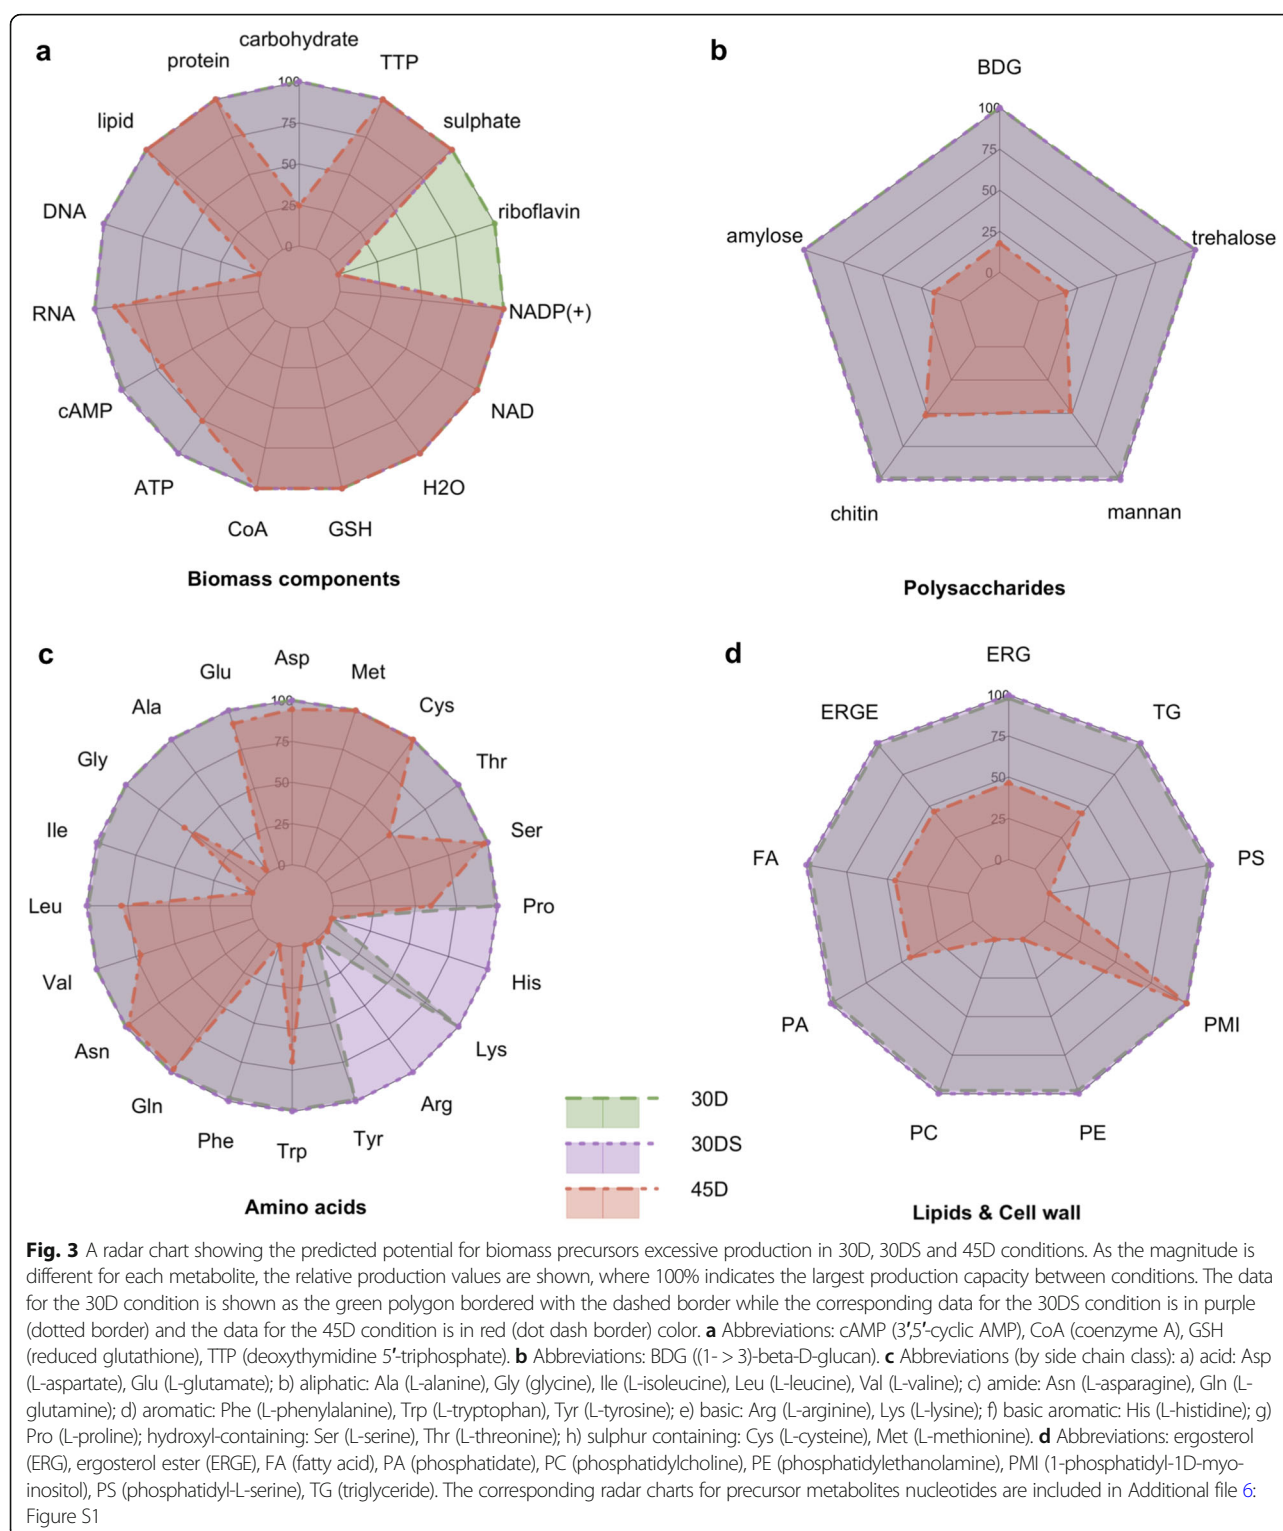 a
carbohydrate
TTP
sulphate
riboflavin
NADP(+)
NAD
H2O
GSH
CoA
ATP
cAMP
RNA
DNA
lipid
protein
100
75
50
25
0
Biomass components
b
BDG
trehalose
mannan
chitin
amylose
100
75
50
25
0
Polysaccharides
c
Asp
Met
Cys
Thr
Ser
Pro
His
Lys
Arg
Tyr
Trp
Phe
Gln
Asn
Val
Leu
Ile
Gly
Ala
Glu
100
75
50
25
0
Amino acids
d
ERG
TG
PS
PMI
PE
PC
PA
FA
ERGE
100
75
50
25
0
Lipids & Cell wall
30D
30DS
45D
Fig. 3 A radar chart showing the predicted potential for biomass precursors excessive production in 30D, 30DS and 45D conditions. As the magnitude is
different for each metabolite, the relative production values are shown, where 100% indicates the largest production capacity between conditions. The data
for the 30D condition is shown as the green polygon bordered with the dashed border while the corresponding data for the 30DS condition is in purple
(dotted border) and the data for the 45D condition is in red (dot dash border) color. a Abbreviations: cAMP (3′,5′-cyclic AMP), CoA (coenzyme A), GSH
(reduced glutathione), TTP (deoxythymidine 5′-triphosphate). b Abbreviations: BDG ((1- > 3)-beta-D-glucan). c Abbreviations (by side chain class): a) acid: Asp
(L-aspartate), Glu (L-glutamate); b) aliphatic: Ala (L-alanine), Gly (glycine), Ile (L-isoleucine), Leu (L-leucine), Val (L-valine); c) amide: Asn (L-asparagine), Gln (L-
glutamine); d) aromatic: Phe (L-phenylalanine), Trp (L-tryptophan), Tyr (L-tyrosine); e) basic: Arg (L-arginine), Lys (L-lysine); f) basic aromatic: His (L-histidine); g)
Pro (L-proline); hydroxyl-containing: Ser (L-serine), Thr (L-threonine); h) sulphur containing: Cys (L-cysteine), Met (L-methionine). d Abbreviations: ergosterol
(ERG), ergosterol ester (ERGE), FA (fatty acid), PA (phosphatidate), PC (phosphatidylcholine), PE (phosphatidylethanolamine), PMI (1-phosphatidyl-1D-myo-
inositol), PS (phosphatidyl-L-serine), TG (triglyceride). The corresponding radar charts for precursor metabolites nucleotides are included in Additional file 6:
Figure S1